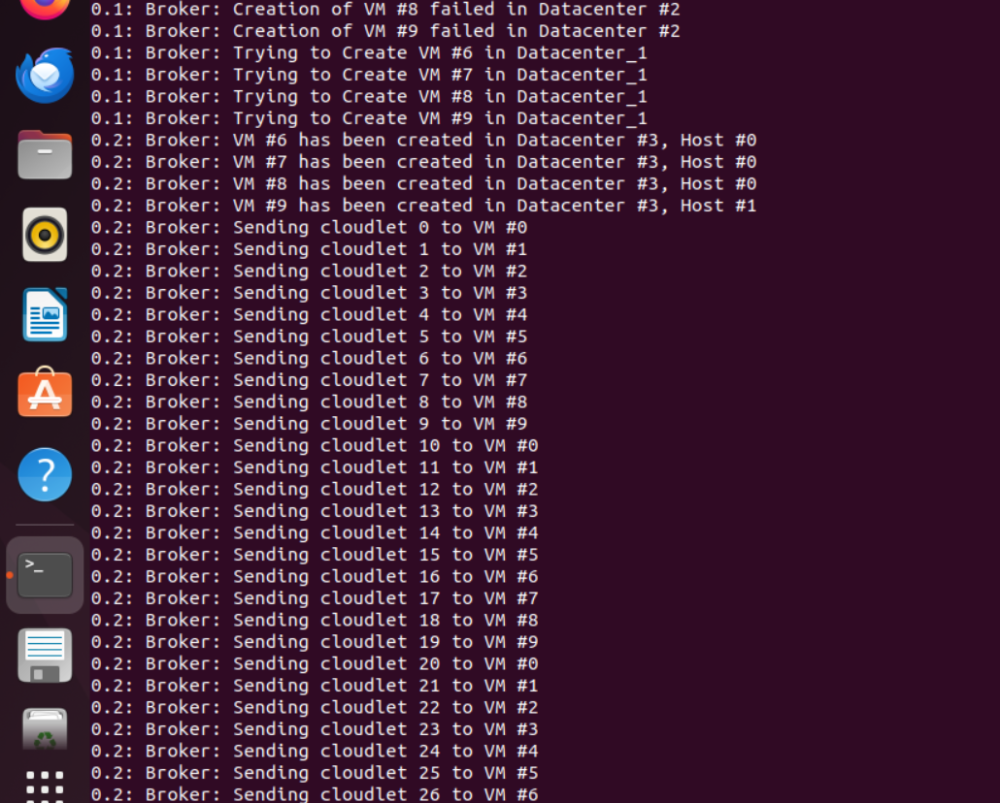 0.1: Broker: Creation of VM #8 failed in Datacenter #2
0.1: Broker: Creation of VM #9 failed in Datacenter #2
0.1: Broker: Trying to Create VM #6 in Datacenter_1
0.1: Broker: Trying to Create VM #7 in Datacenter_1
0.1: Broker: Trying to Create VM #8 in Datacenter_1
0.1: Broker: Trying to Create VM #9 in Datacenter_1
0.2: Broker: VM #6 has been created in Datacenter #3, Host #0
0.2: Broker: VM #7 has been created in Datacenter #3, Host #0
0.2: Broker: VM #8 has been created in Datacenter #3, Host #0
0.2: Broker: VM #9 has been created in Datacenter #3, Host #1
0.2: Broker: Sending cloudlet 0 to VM #0
0.2: Broker: Sending cloudlet 1 to VM #1
0.2: Broker: Sending cloudlet 2 to VM #2
0.2: Broker: Sending cloudlet 3 to VM #3
0.2: Broker: Sending cloudlet 4 to VM #4
0.2: Broker: Sending cloudlet 5 to VM #5
0.2: Broker: Sending cloudlet 6 to VM #6
0.2: Broker: Sending cloudlet 7 to VM #7
0.2: Broker: Sending cloudlet 8 to VM #8
0.2: Broker: Sending cloudlet 9 to VM #9
0.2: Broker: Sending cloudlet 10 to VM #0
0.2: Broker: Sending cloudlet 11 to VM #1
0.2: Broker: Sending cloudlet 12 to VM #2
0.2: Broker: Sending cloudlet 13 to VM #3
0.2: Broker: Sending cloudlet 14 to VM #4
0.2: Broker: Sending cloudlet 15 to VM #5
0.2: Broker: Sending cloudlet 16 to VM #6
0.2: Broker: Sending cloudlet 17 to VM #7
0.2: Broker: Sending cloudlet 18 to VM #8
0.2: Broker: Sending cloudlet 19 to VM #9
0.2: Broker: Sending cloudlet 20 to VM #0
0.2: Broker: Sending cloudlet 21 to VM #1
0.2: Broker: Sending cloudlet 22 to VM #2
0.2: Broker: Sending cloudlet 23 to VM #3
0.2: Broker: Sending cloudlet 24 to VM #4
0.2: Broker: Sending cloudlet 25 to VM #5
0.2: Broker: Sending cloudlet 26 to VM #6